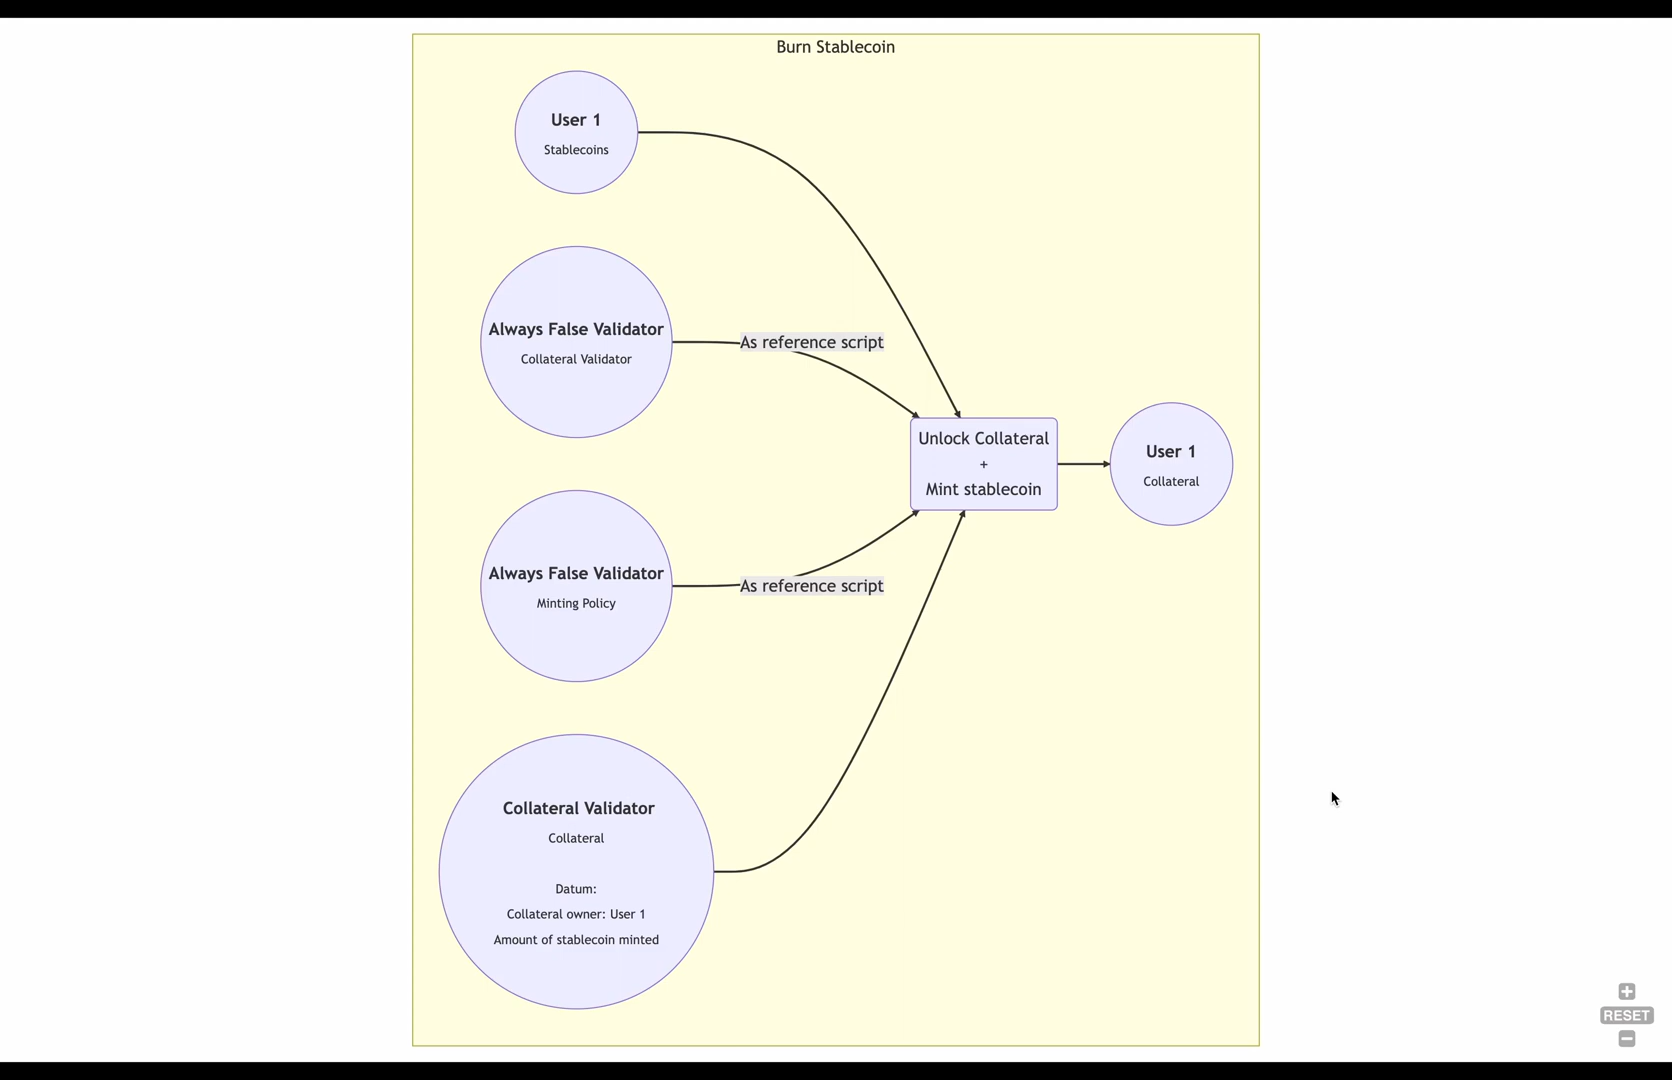 Burn Stablecoin
User 1
Stablecoins
Always False Validator
Collateral Validator
As reference script
Unlock Collateral
+
Mint stablecoin
User 1
Collateral
Always False Validator
Minting Policy
As reference script
Collateral Validator
Collateral
Datum:
Collateral owner: User 1
Amount of stablecoin minted
+
RESET
−